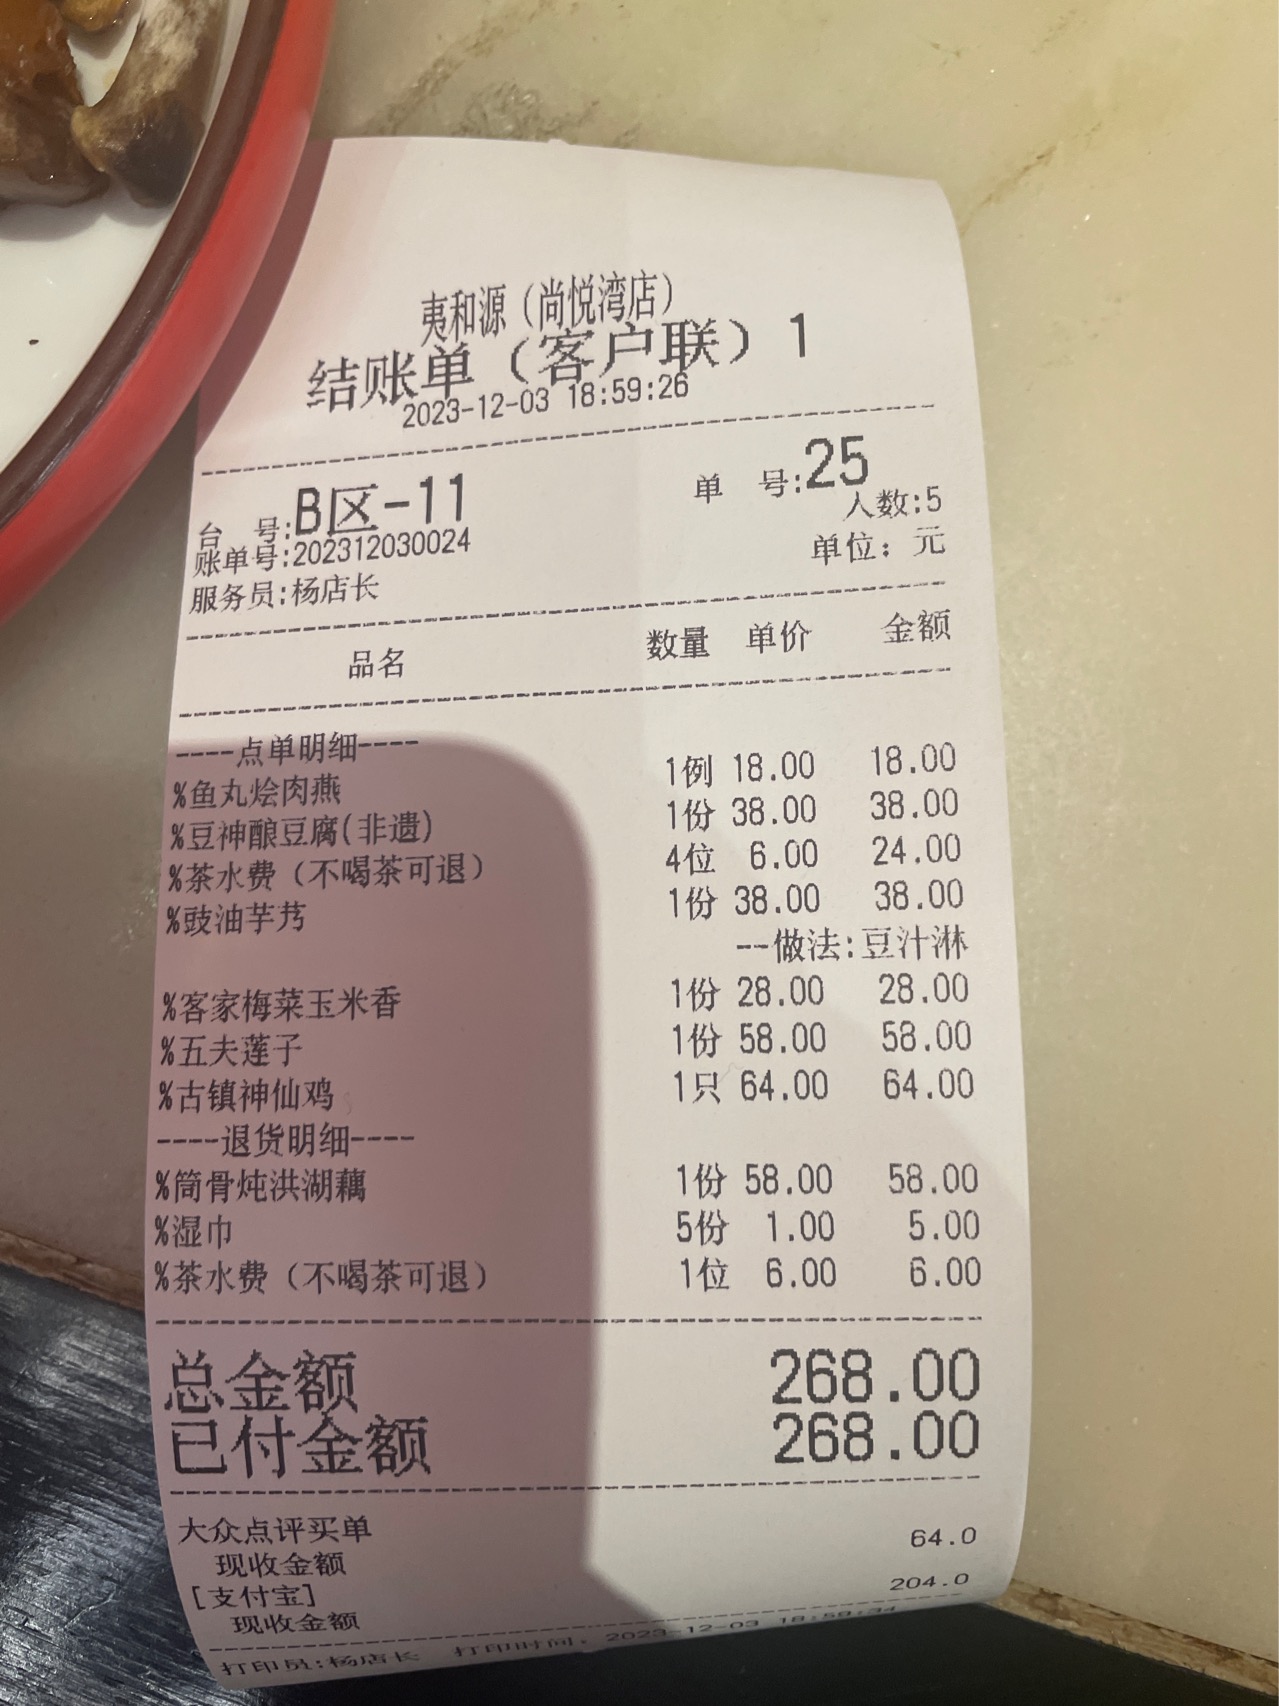 夷和源（尚悦湾店）
结账单（客户联）1
2023-12-03 18:59:26
台 号:B区-11 单 号:25
人数:5
账单号:202312030024
单位：元
服务员:杨店长
品名 数量 单价 金额
----点单明细----
%鱼丸烩肉燕 1例 18.00 18.00
%豆神酿豆腐(非遗) 1份 38.00 38.00
%茶水费（不喝茶可退） 4位 6.00 24.00
%豉油芋艿 1份 38.00 38.00
--做法:豆汁淋
%客家梅菜玉米香 1份 28.00 28.00
%五夫莲子 1份 58.00 58.00
%古镇神仙鸡 1只 64.00 64.00
----退货明细----
%筒骨炖洪湖藕 1份 58.00 58.00
%湿巾 5份 1.00 5.00
%茶水费（不喝茶可退） 1位 6.00 6.00
总金额 268.00
已付金额 268.00
大众点评买单
现收金额 64.0
[支付宝]
现收金额 204.0
打印员:杨店长 打印时间：2023-12-03 18:59:34